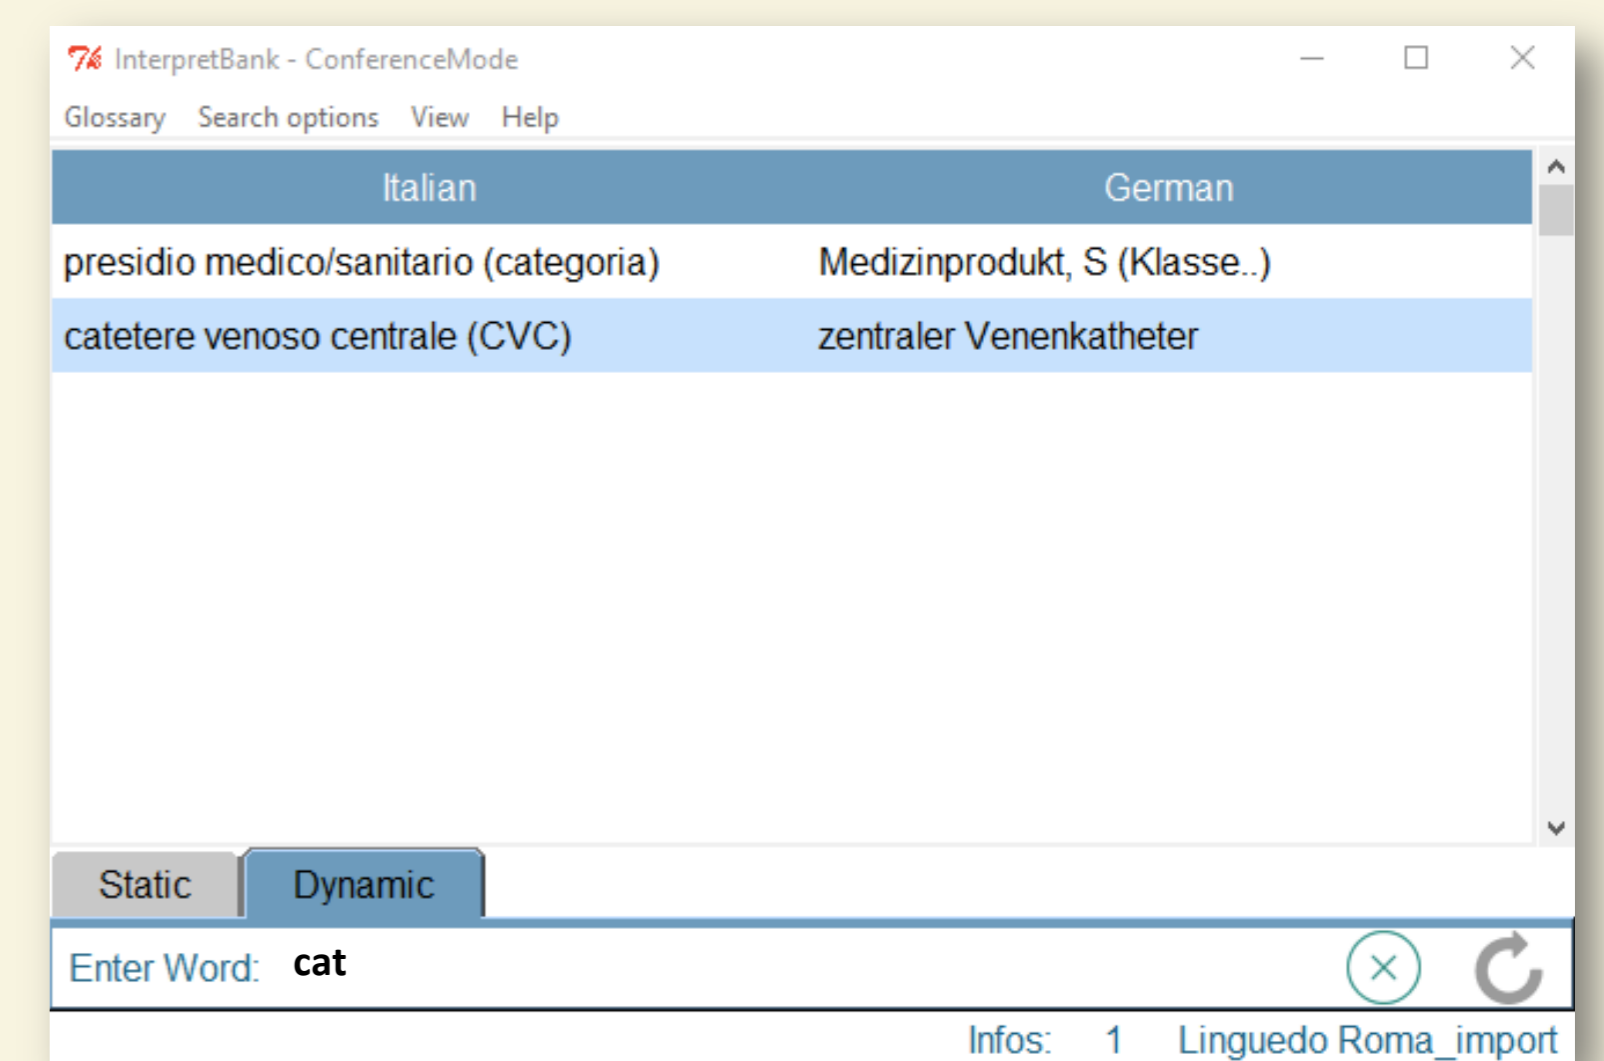 InterpretBank - ConferenceMode
Glossary Search options View Help
Italian German
presidio medico/sanitario (categoria) Medizinprodukt, S (Klasse..)
catetere venoso centrale (CVC) zentraler Venenkatheter
Static Dynamic
Enter Word: cat
Infos: 1 Linguedo Roma_import